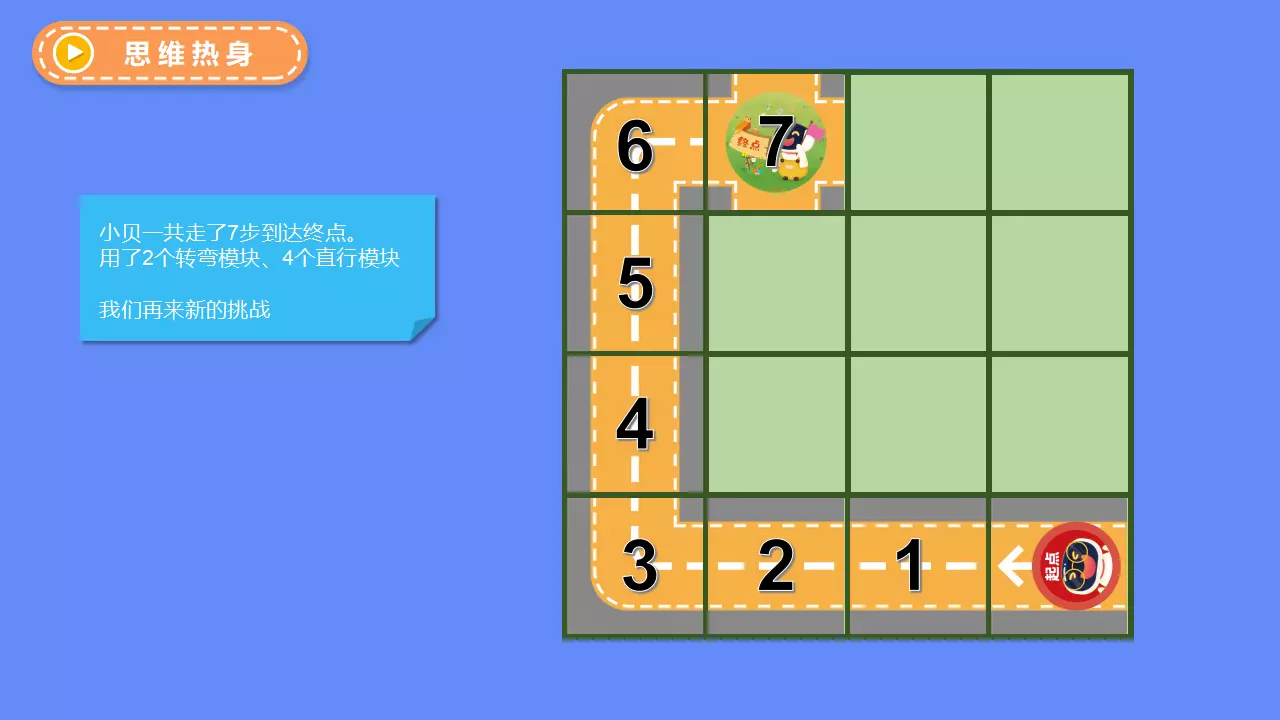 思维热身
小贝一共走了7步到达终点。
用了2个转弯模块、4个直行模块
我们再来新的挑战
6
7
终点
5
4
3
2
1
起点